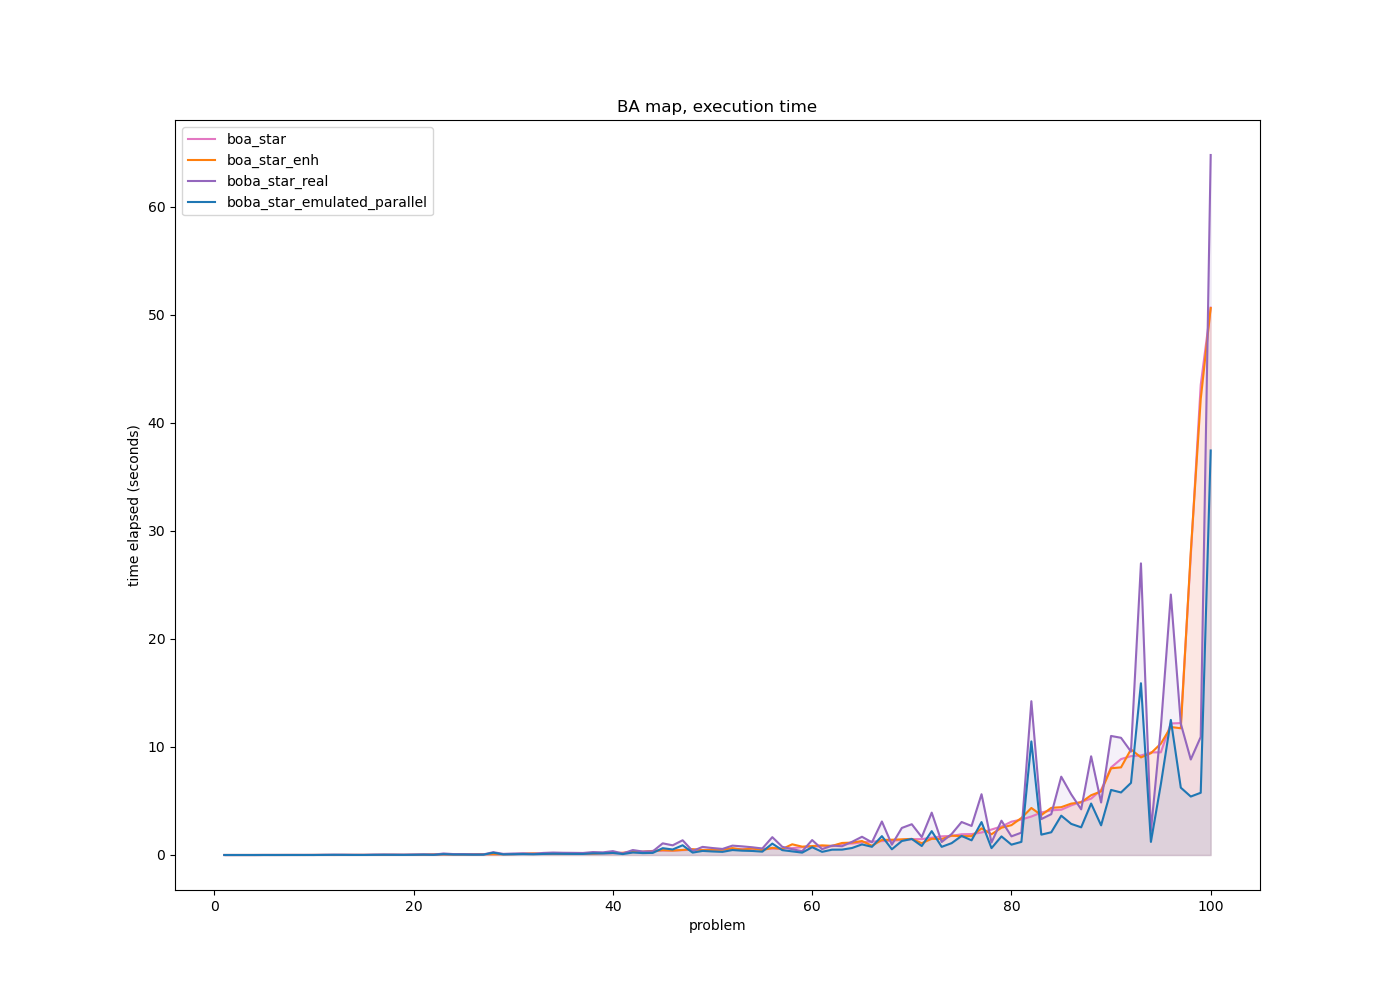 BA map, execution time
boa_star
boa_star_enh
boba_star_real
boba_star_emulated_parallel
60
50
40
30
20
10
0
time elapsed (seconds)
0 20 40 60 80 100
problem